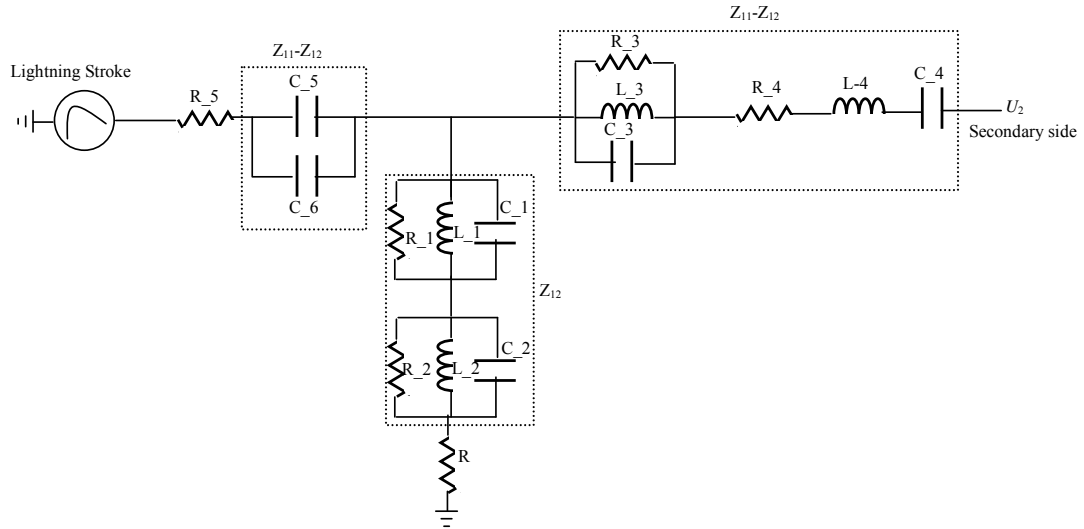 Z₁₁-Z₁₂
Z₁₁-Z₁₂
Lightning Stroke
R_5
C_5
C_6
R_3
L_3
C_3
R_4
L-4
C_4
U₂
Secondary side
R_1
L_1
C_1
Z₁₂
R_2
L_2
C_2
R